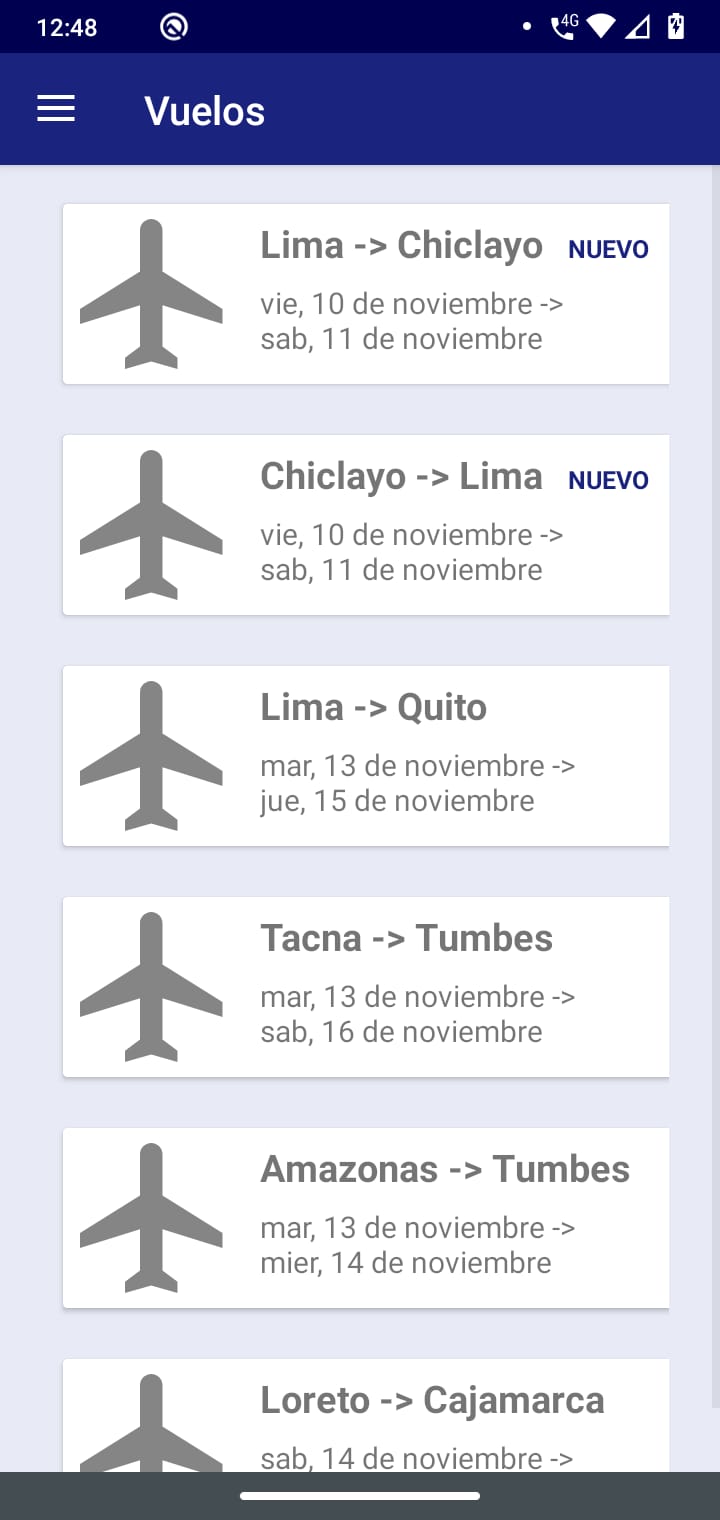 12:48
4G
Vuelos
Lima -> Chiclayo NUEVO
vie, 10 de noviembre ->
sab, 11 de noviembre
Chiclayo -> Lima NUEVO
vie, 10 de noviembre ->
sab, 11 de noviembre
Lima -> Quito
mar, 13 de noviembre ->
jue, 15 de noviembre
Tacna -> Tumbes
mar, 13 de noviembre ->
sab, 16 de noviembre
Amazonas -> Tumbes
mar, 13 de noviembre ->
mier, 14 de noviembre
Loreto -> Cajamarca
sab, 14 de noviembre ->